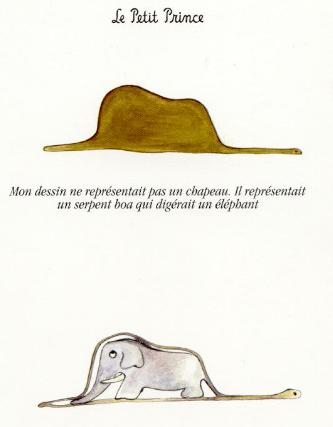 Le Petit Prince
Mon dessin ne représentait pas un chapeau. Il représentait
un serpent boa qui digérait un éléphant